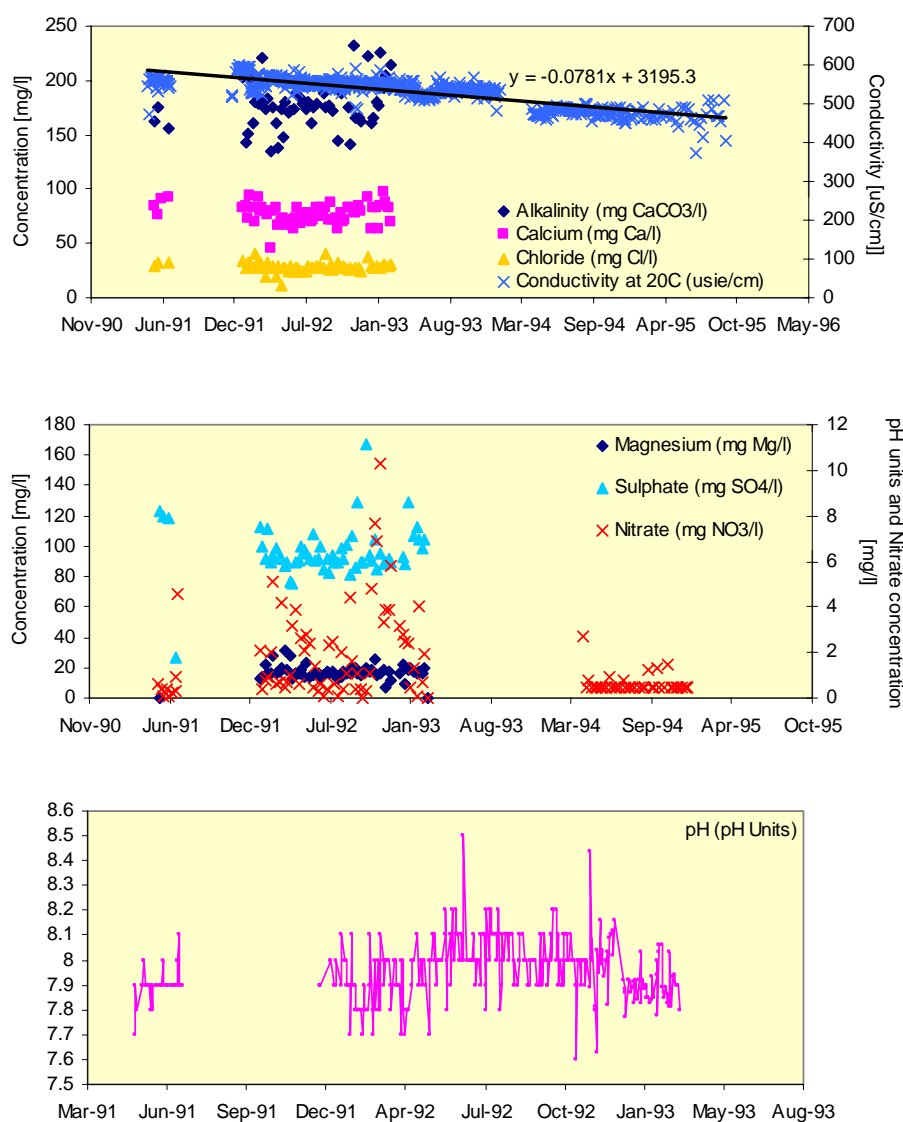 250
200
150
100
50
0
Concentration [mg/l]
700
600
500
400
300
200
100
0
Conductivity [uS/cm]]
y = -0.0781x + 3195.3
Alkalinity (mg CaCO3/l)
Calcium (mg Ca/l)
Chloride (mg Cl/l)
Conductivity at 20C (usie/cm)
Nov-90 Jun-91 Dec-91 Jul-92 Jan-93 Aug-93 Mar-94 Sep-94 Apr-95 Oct-95 May-96
180
160
140
120
100
80
60
40
20
0
Concentration [mg/l]
12
10
8
6
4
2
0
pH units and Nitrate concentration
[mg/l]
Magnesium (mg Mg/l)
Sulphate (mg SO4/l)
Nitrate (mg NO3/l)
Nov-90 Jun-91 Dec-91 Jul-92 Jan-93 Aug-93 Mar-94 Sep-94 Apr-95 Oct-95
8.6
8.5
8.4
8.3
8.2
8.1
8
7.9
7.8
7.7
7.6
7.5
pH (pH Units)
Mar-91 Jun-91 Sep-91 Dec-91 Apr-92 Jul-92 Oct-92 Jan-93 May-93 Aug-93